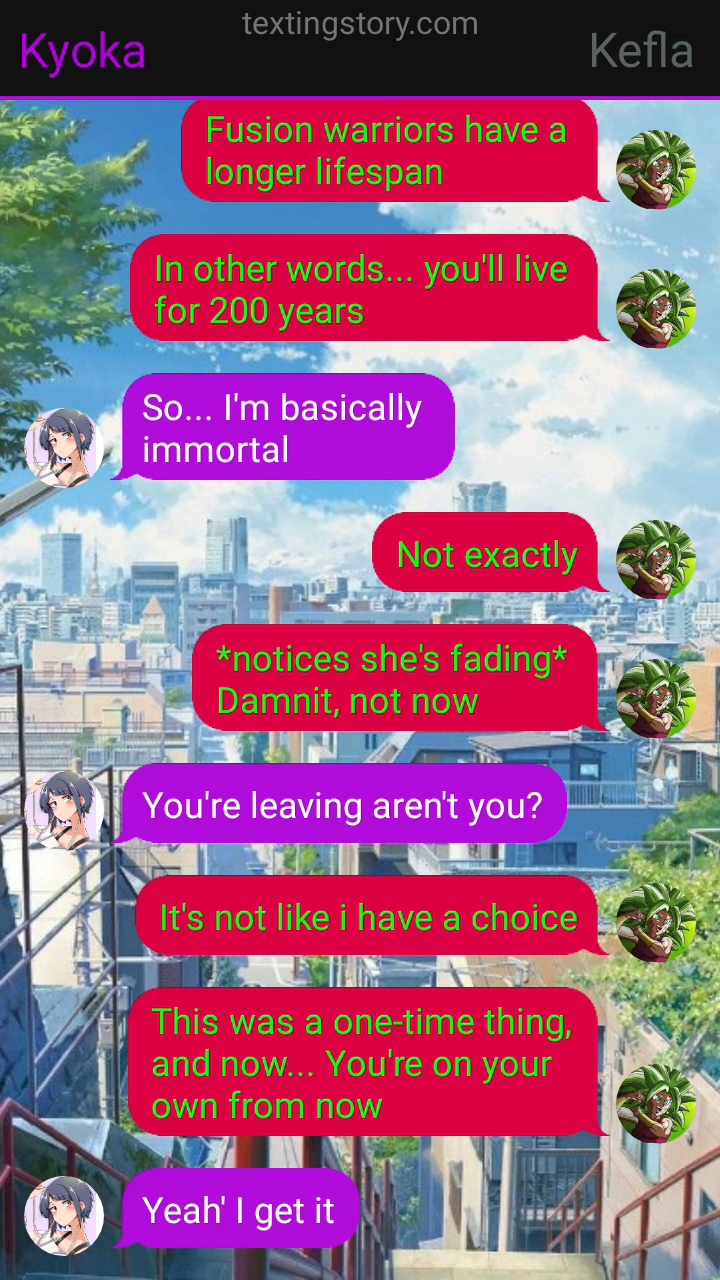 textingstory.com
Kyoka
Kefla
Fusion warriors have a
longer lifespan
In other words... you'll live
for 200 years
So... I'm basically
immortal
Not exactly
*notices she's fading*
Damnit, not now
You're leaving aren't you?
It's not like i have a choice
This was a one-time thing,
and now... You're on your
own from now
Yeah' I get it